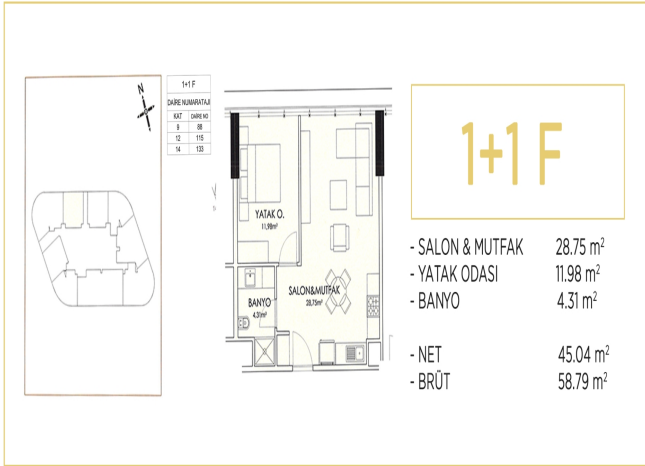 1+1 F
DAİRE NUMARATAJI
KAT DAİRE NO
9 88
12 115
14 133
N
YATAK O.
11,98m²
BANYO
4,31m²
SALON&MUTFAK
28,75m²
1+1 F
- SALON & MUTFAK 28.75 m²
- YATAK ODASI 11.98 m²
- BANYO 4.31 m²
- NET 45.04 m²
- BRÜT 58.79 m²